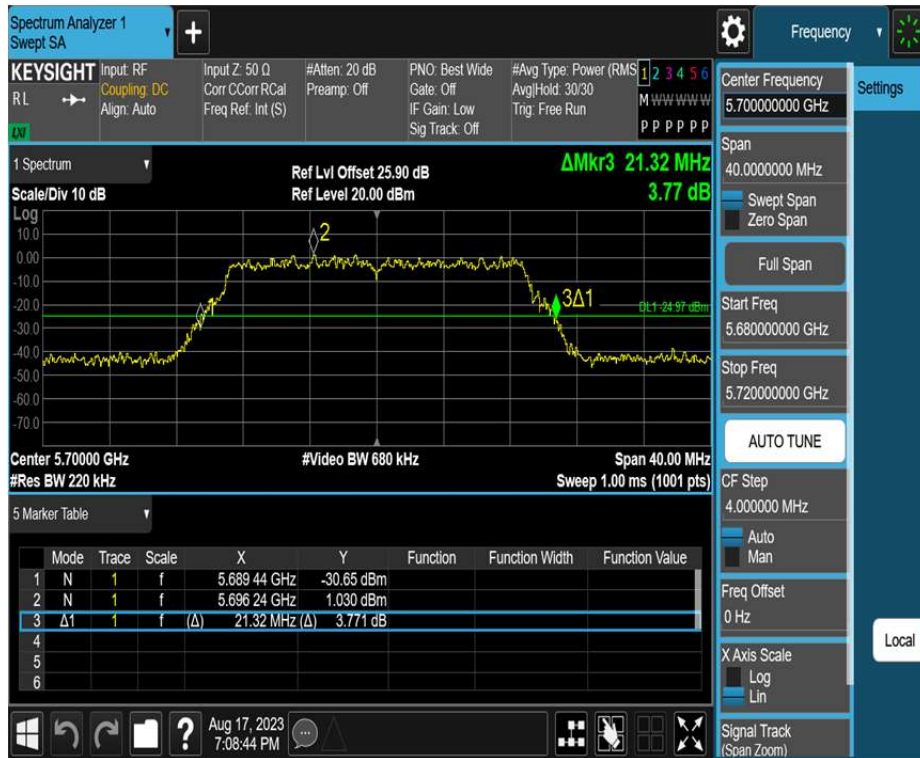 Spectrum Analyzer 1
Swept SA
+
Frequency
KEYSIGHT
RL
LXI
Input: RF
Coupling: DC
Align: Auto
Input Z: 50 Ω
Corr CCorr RCal
Freq Ref: Int (S)
#Atten: 20 dB
Preamp: Off
PNO: Best Wide
Gate: Off
IF Gain: Low
Sig Track: Off
#Avg Type: Power (RMS
Avg|Hold: 30/30
Trig: Free Run
1 2 3 4 5 6
M W W W W W
P P P P P P
1 Spectrum
Scale/Div 10 dB
Ref Lvl Offset 25.90 dB
Ref Level 20.00 dBm
ΔMkr3 21.32 MHz
3.77 dB
Log
10.0
0.00
-10.0
-20.0
-30.0
-40.0
-50.0
-60.0
-70.0
2
1
3Δ1
DL1 -24.97 dBm
Center 5.70000 GHz
#Res BW 220 kHz
#Video BW 680 kHz
Span 40.00 MHz
Sweep 1.00 ms (1001 pts)
5 Marker Table
Mode Trace Scale X Y Function Function Width Function Value
1 N 1 f 5.689 44 GHz -30.65 dBm
2 N 1 f 5.696 24 GHz 1.030 dBm
3 Δ1 1 f (Δ) 21.32 MHz (Δ) 3.771 dB
4
5
6
?
Aug 17, 2023
7:08:44 PM
Center Frequency
5.700000000 GHz
Span
40.0000000 MHz
Swept Span
Zero Span
Full Span
Start Freq
5.680000000 GHz
Stop Freq
5.720000000 GHz
AUTO TUNE
CF Step
4.000000 MHz
Auto
Man
Freq Offset
0 Hz
X Axis Scale
Log
Lin
Signal Track
(Span Zoom)
Settings
Local